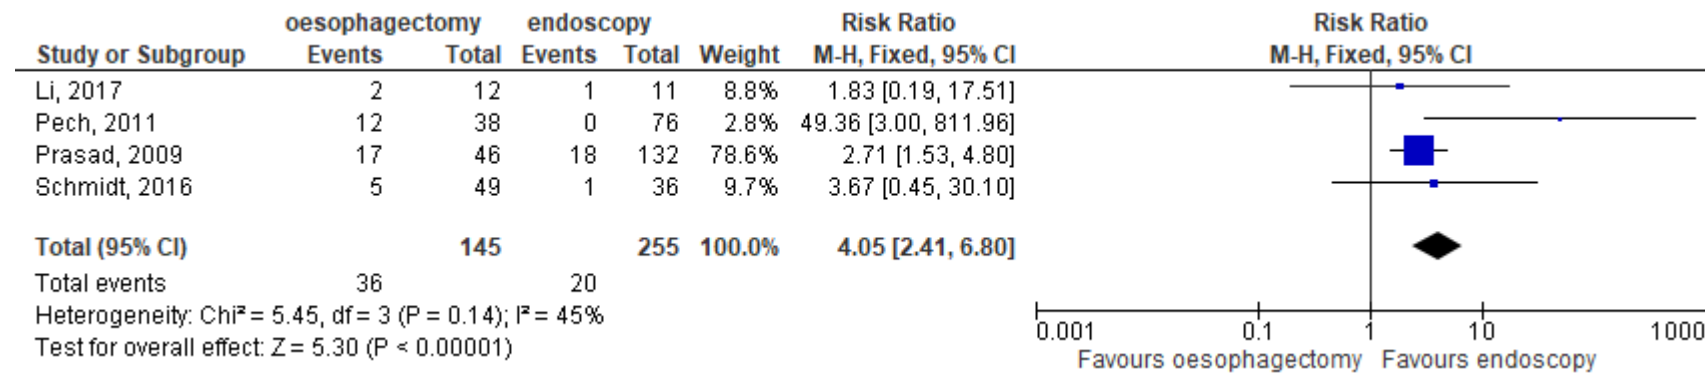 oesophagectomy endoscopy Risk Ratio Risk Ratio
Study or Subgroup Events Total Events Total Weight M-H, Fixed, 95% CI M-H, Fixed, 95% CI
Li, 2017 2 12 1 11 8.8% 1.83 [0.19, 17.51]
Pech, 2011 12 38 0 76 2.8% 49.36 [3.00, 811.96]
Prasad, 2009 17 46 18 132 78.6% 2.71 [1.53, 4.80]
Schmidt, 2016 5 49 1 36 9.7% 3.67 [0.45, 30.10]
Total (95% CI) 145 255 100.0% 4.05 [2.41, 6.80]
Total events 36 20
Heterogeneity: Chi² = 5.45, df = 3 (P = 0.14); I² = 45%
Test for overall effect: Z = 5.30 (P < 0.00001)
0.001 0.1 1 10 1000
Favours oesophagectomy Favours endoscopy